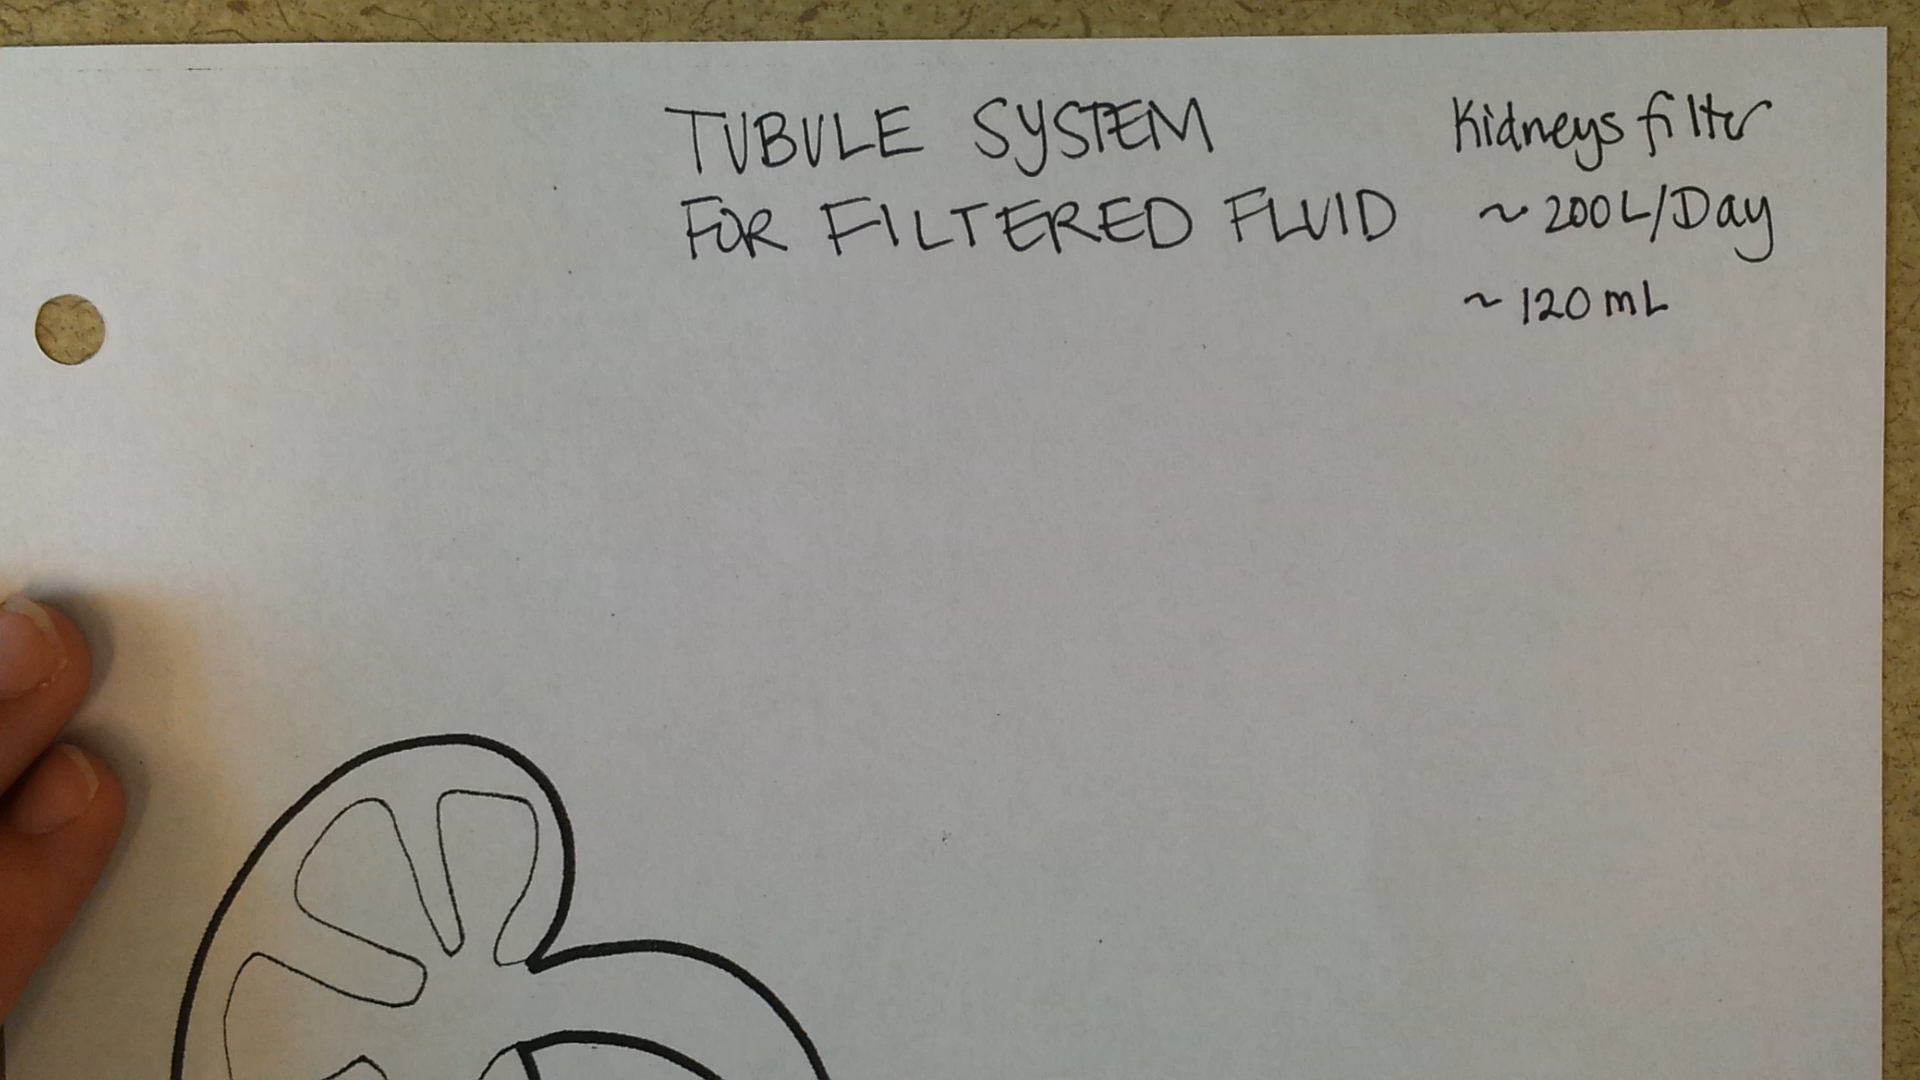 TUBULE SYSTEM
FOR FILTERED FLUID
Kidneys filter
~ 200L/Day
~ 120 mL